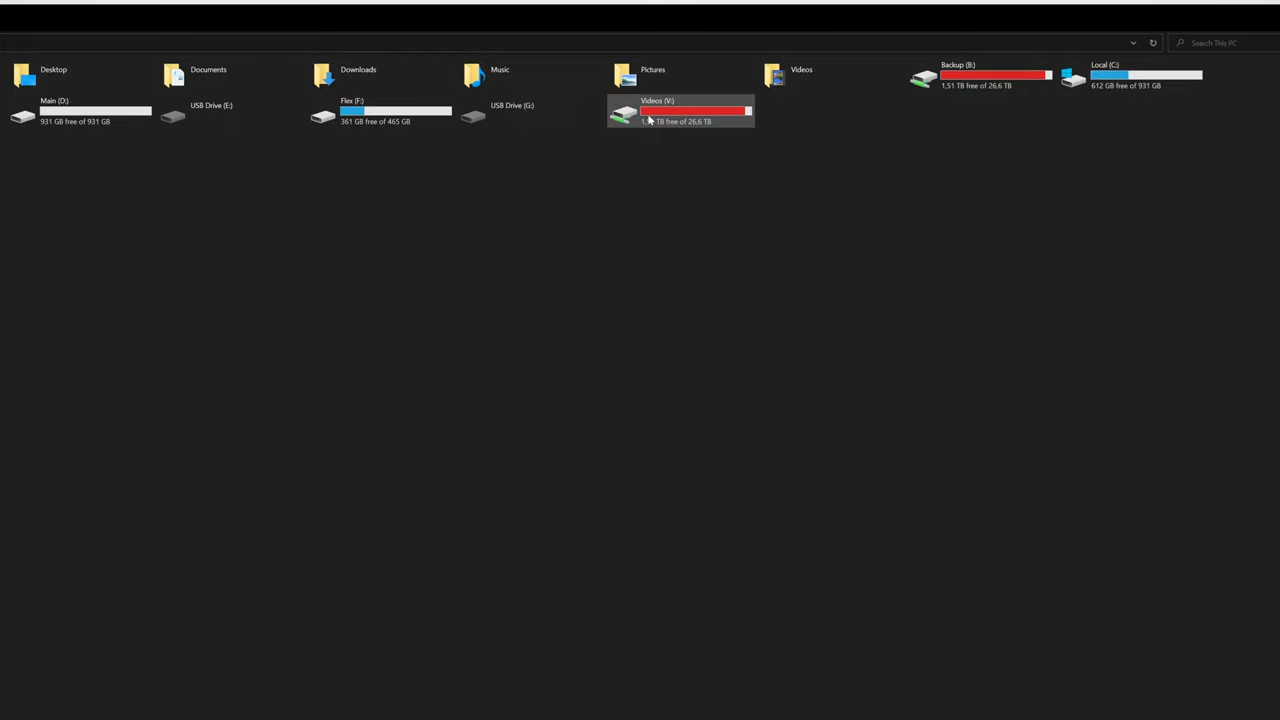 Search This PC
Desktop
Documents
Downloads
Music
Pictures
Videos
Backup (B:)
1,51 TB free of 26,6 TB
Local (C:)
612 GB free of 931 GB
Main (D:)
931 GB free of 931 GB
USB Drive (E:)
Flex (F:)
361 GB free of 465 GB
USB Drive (G:)
Videos (V:)
TB free of 26,6 TB